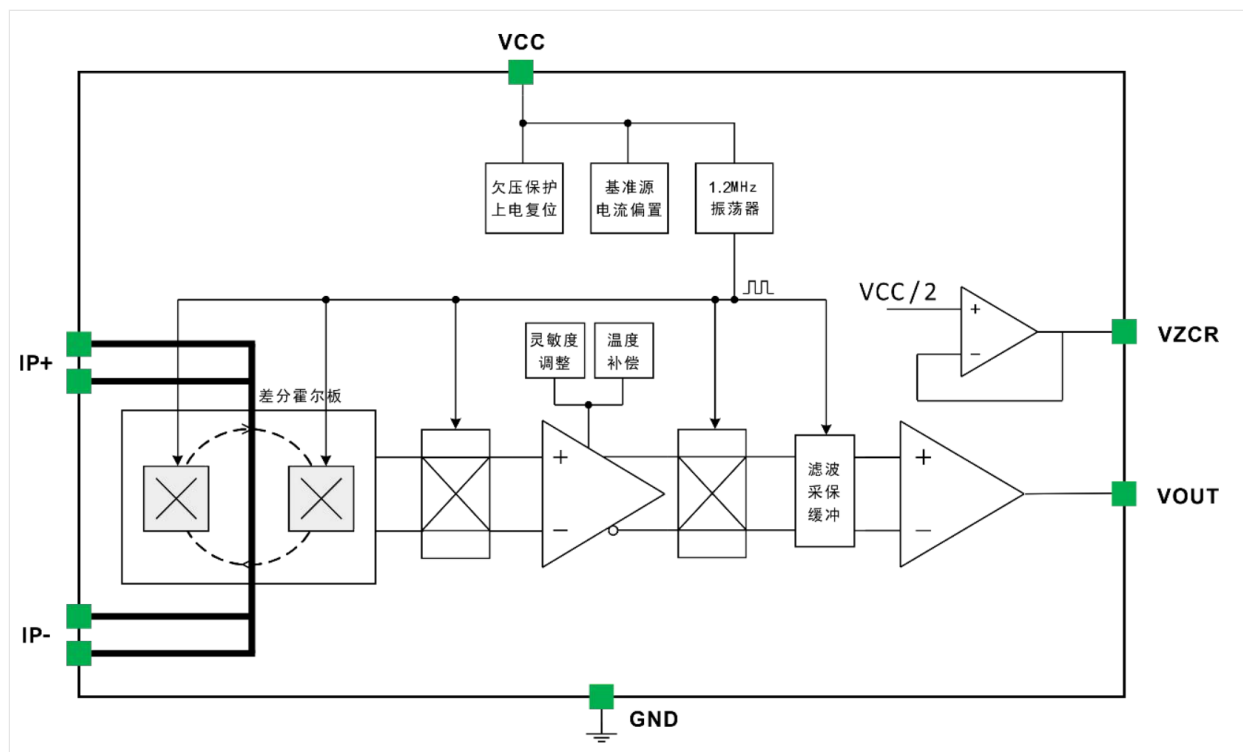 VCC
欠压保护
上电复位
基准源
电流偏置
1.2MHz
振荡器
VCC/2
+
−
VZCR
灵敏度
调整
温度
补偿
IP+
差分霍尔板
+
−
滤波
采保
缓冲
+
−
VOUT
IP-
GND